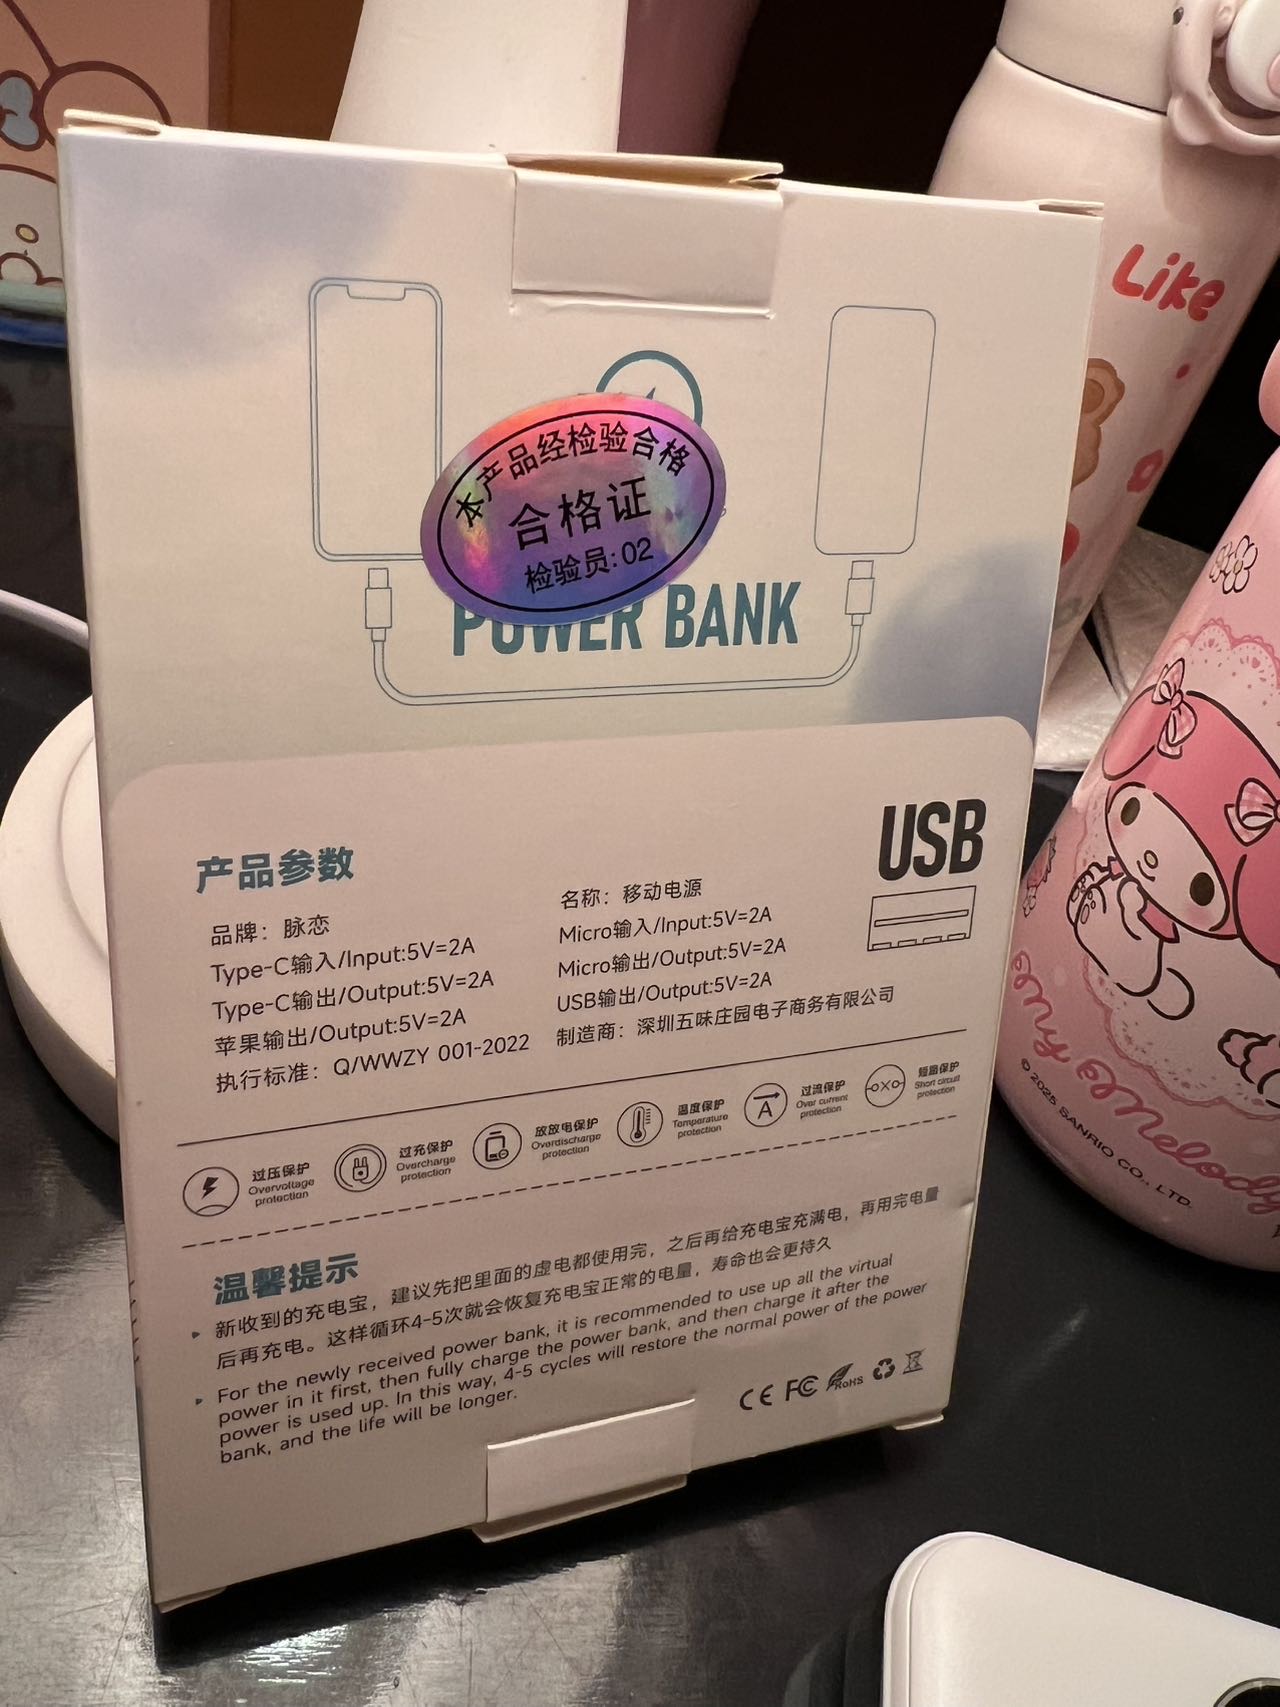 本产品经检验合格
合格证
检验员:02
POWER BANK
USB
产品参数
品牌：脉恋
Type-C输入/Input:5V=2A
Type-C输出/Output:5V=2A
苹果输出/Output:5V=2A
执行标准：Q/WWZY 001-2022
名称：移动电源
Micro输入/Input:5V=2A
Micro输出/Output:5V=2A
USB输出/Output:5V=2A
制造商：深圳五味庄园电子商务有限公司
过压保护
Overvoltage
protection
过充保护
Overcharge
protection
放放电保护
Overdischarge
protection
温度保护
Temperature
protection
过流保护
Over current
protection
短路保护
Short circuit
protection
温馨提示
新收到的充电宝，建议先把里面的虚电都使用完，之后再给充电宝充满电，再用完电量
后再充电。这样循环4-5次就会恢复充电宝正常的电量，寿命也会更持久
For the newly received power bank, it is recommended to use up all the virtual
power in it first, then fully charge the power bank, and then charge it after the
power is used up. In this way, 4-5 cycles will restore the normal power of the power
bank, and the life will be longer.
CE FC RoHS
Like
My Melody
© 2025 SANRIO CO., LTD.